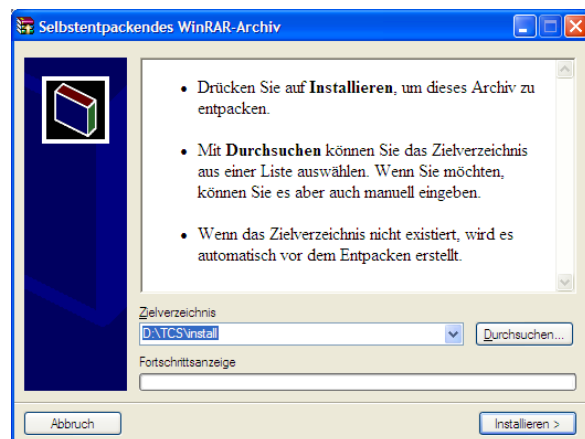 Selbstentpackendes WinRAR-Archiv
• Drücken Sie auf Installieren, um dieses Archiv zu
entpacken.
• Mit Durchsuchen können Sie das Zielverzeichnis
aus einer Liste auswählen. Wenn Sie möchten,
können Sie es aber auch manuell eingeben.
• Wenn das Zielverzeichnis nicht existiert, wird es
automatisch vor dem Entpacken erstellt.
Zielverzeichnis
D:\TCS\install
Durchsuchen...
Fortschrittsanzeige
Abbruch
Installieren >